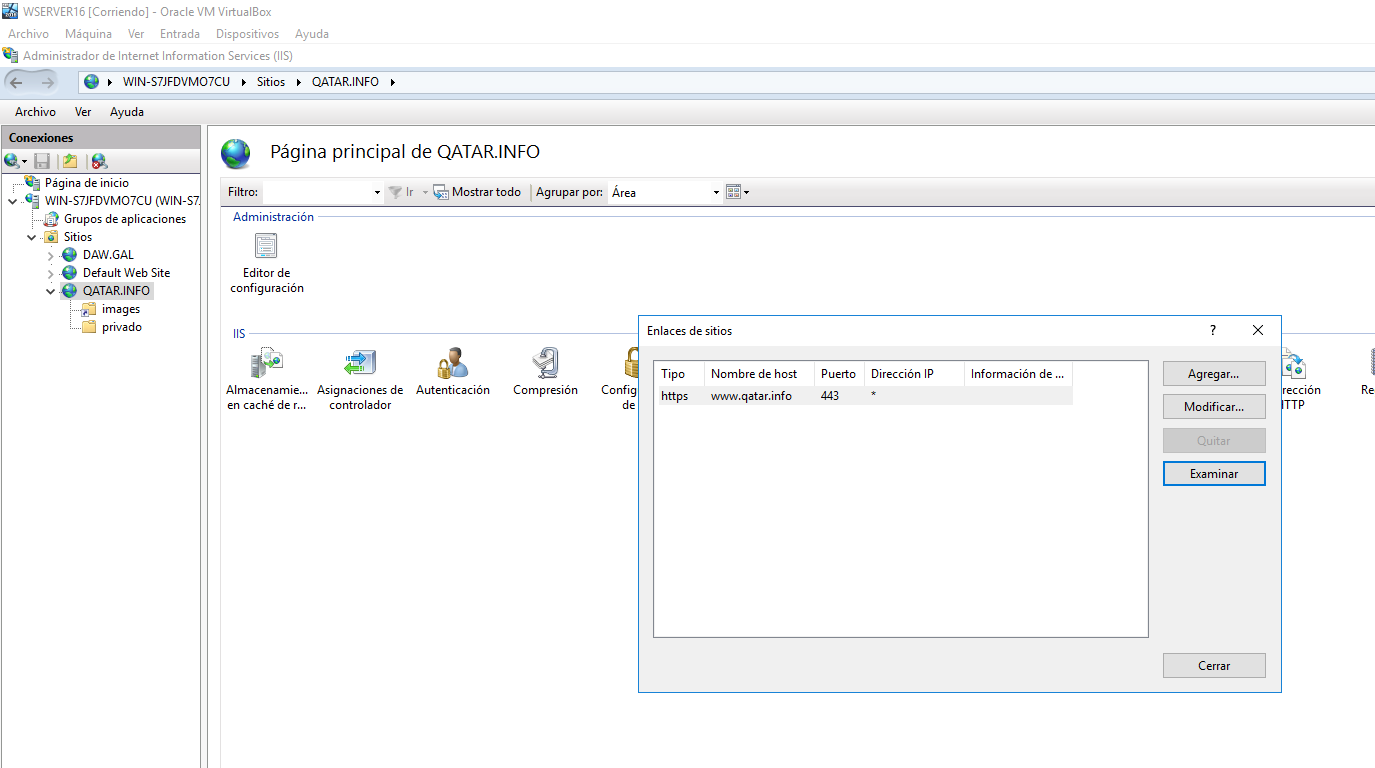 WSERVER16 [Corriendo] - Oracle VM VirtualBox
Archivo Máquina Ver Entrada Dispositivos Ayuda
Administrador de Internet Information Services (IIS)
WIN-S7JFDVMO7CU Sitios QATAR.INFO
Archivo Ver Ayuda
Conexiones
Página de inicio
WIN-S7JFDVMO7CU (WIN-S7.
Grupos de aplicaciones
Sitios
DAW.GAL
Default Web Site
QATAR.INFO
images
privado
Página principal de QATAR.INFO
Filtro: Ir Mostrar todo Agrupar por: Área
Administración
Editor de
configuración
IIS
Almacenamie...
en caché de r...
Asignaciones de
controlador
Autenticación
Compresión
Config
de
Enlaces de sitios
Tipo Nombre de host Puerto Dirección IP Información de ...
https www.qatar.info 443 *
Agregar...
Modificar...
Quitar
Examinar
Cerrar
rección
TTP
Re